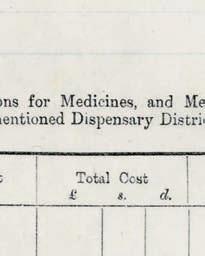 ons for Medicines, and Me
mentioned Dispensary Distri
t Total Cost
£ s. d.